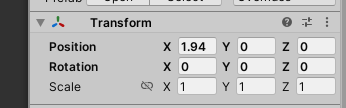 Prefab Open Select Overrides
Transform
Position X 1.94 Y 0 Z 0
Rotation X 0 Y 0 Z 0
Scale X 1 Y 1 Z 1